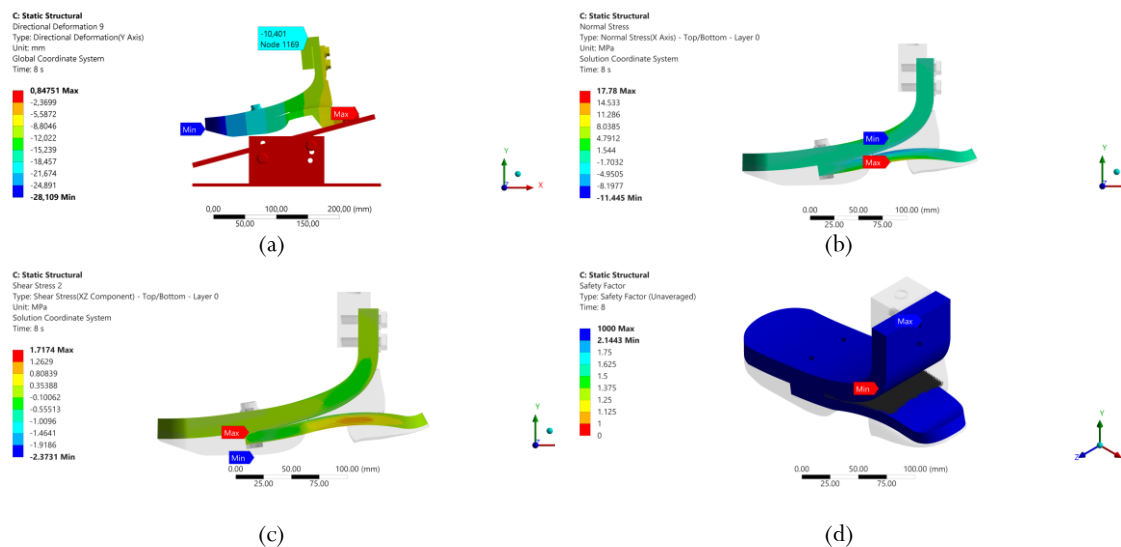 C: Static Structural
Directional Deformation 9
Type: Directional Deformation(Y Axis)
Unit: mm
Global Coordinate System
Time: 8 s
0,84751 Max
-2,3699
-5,5872
-8,8046
-12,022
-15,239
-18,457
-21,674
-24,891
-28,109 Min
-10,401
Node 1169
Min
Max
Y
Z
X
0,00 100,00 200,00 (mm)
50,00 150,00
(a)
C: Static Structural
Normal Stress
Type: Normal Stress(X Axis) - Top/Bottom - Layer 0
Unit: MPa
Solution Coordinate System
Time: 8 s
17.78 Max
14.533
11.286
8.0385
4.7912
1.544
-1.7032
-4.9505
-8.1977
-11.445 Min
Min
Max
Y
Z
0.00 50.00 100.00 (mm)
25.00 75.00
(b)
C: Static Structural
Shear Stress 2
Type: Shear Stress(XZ Component) - Top/Bottom - Layer 0
Unit: MPa
Solution Coordinate System
Time: 8 s
1.7174 Max
1.2629
0.80839
0.35388
-0.10062
-0.55513
-1.0096
-1.4641
-1.9186
-2.3731 Min
Max
Min
Y
Z
0.00 50.00 100.00 (mm)
25.00 75.00
(c)
C: Static Structural
Safety Factor
Type: Safety Factor (Unaveraged)
Time: 8
1000 Max
2.1443 Min
1.75
1.625
1.5
1.375
1.25
1.125
1
0
Max
Min
Y
Z
0.00 50.00 100.00 (mm)
25.00 75.00
(d)